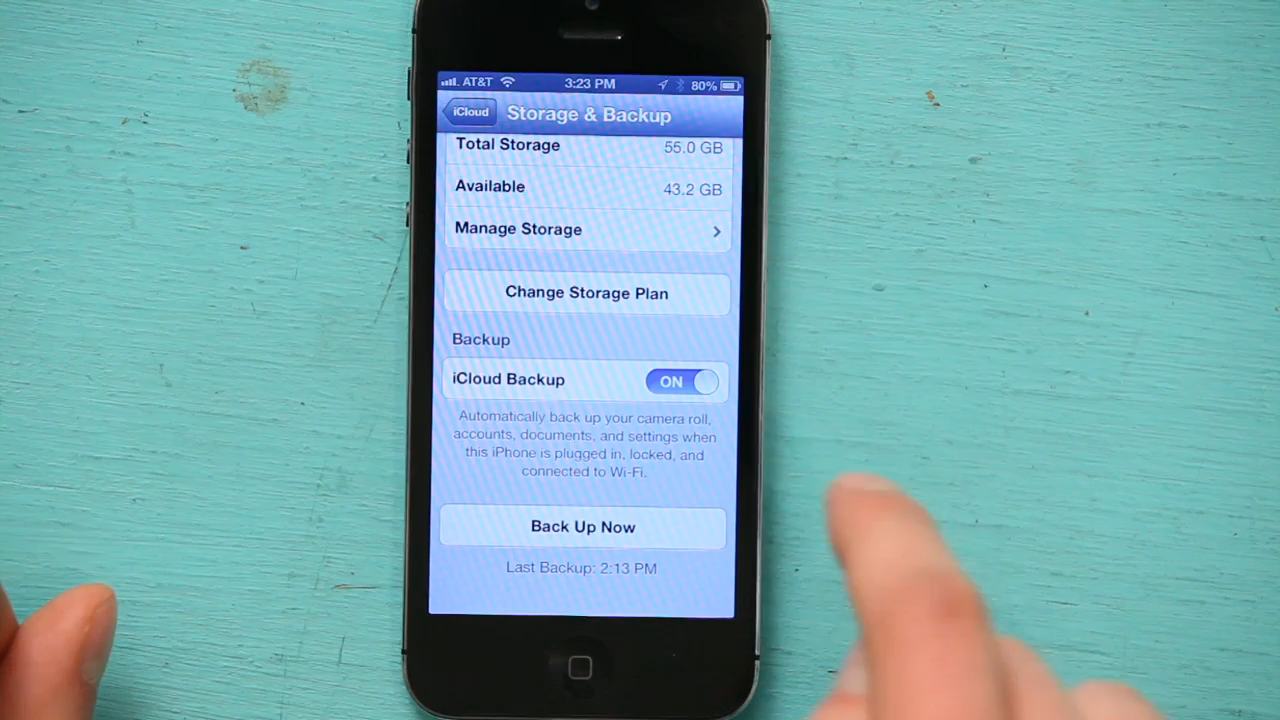 AT&T 3:23 PM 80%
iCloud Storage & Backup
Total Storage 55.0 GB
Available 43.2 GB
Manage Storage
Change Storage Plan
Backup
iCloud Backup ON
Automatically back up your camera roll,
accounts, documents, and settings when
this iPhone is plugged in, locked, and
connected to Wi-Fi.
Back Up Now
Last Backup: 2:13 PM